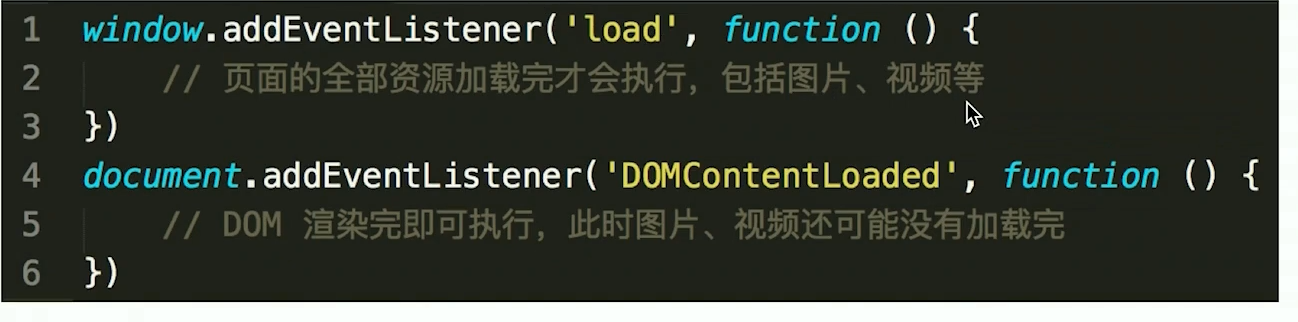 1 window.addEventListener('load', function () {
2 // 页面的全部资源加载完才会执行，包括图片、视频等
3 })
4 document.addEventListener('DOMContentLoaded', function () {
5 // DOM 渲染完即可执行，此时图片、视频还可能没有加载完
6 })